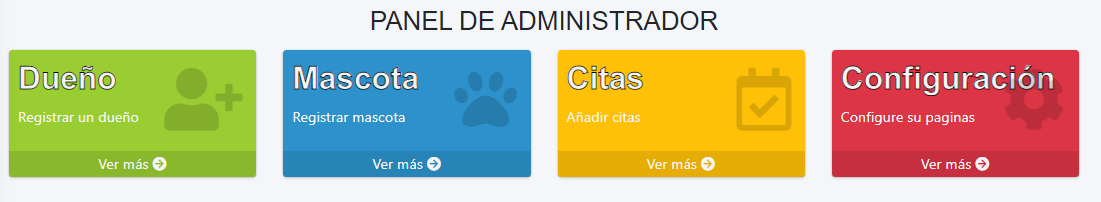 PANEL DE ADMINISTRADOR
Dueño
Registrar un dueño
Ver más
Mascota
Registrar mascota
Ver más
Citas
Añadir citas
Ver más
Configuración
Configure su paginas
Ver más